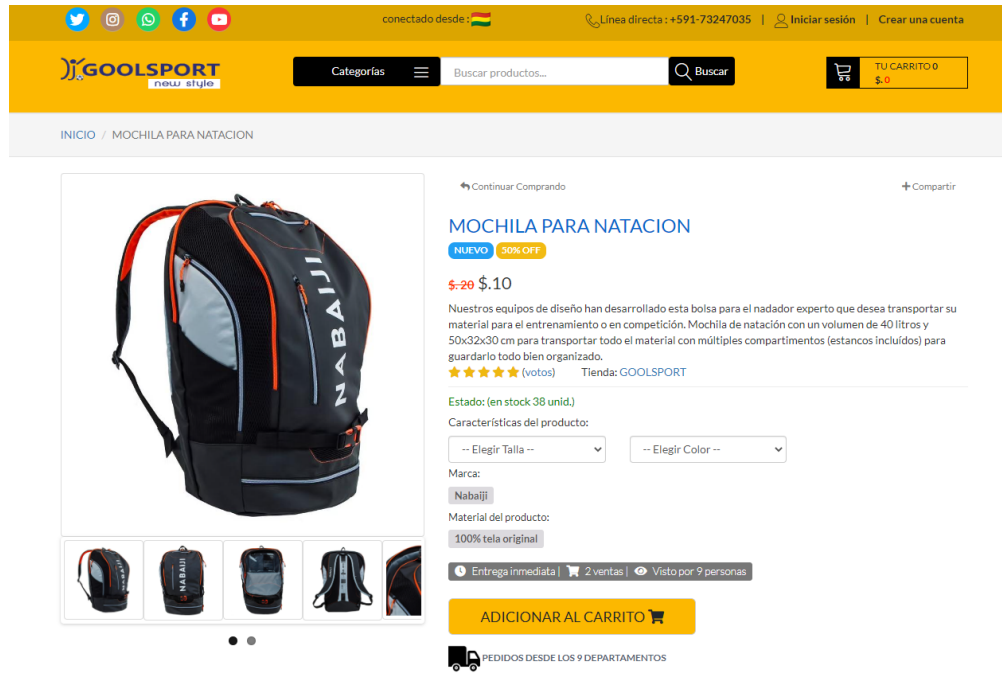 conectado desde :
Línea directa : +591-73247035 | Iniciar sesión | Crear una cuenta
GOOLSPORT
new style
Categorías
Buscar productos...
Buscar
TU CARRITO 0
$. 0
INICIO / MOCHILA PARA NATACION
Continuar Comprando
Compartir
MOCHILA PARA NATACION
NUEVO 50% OFF
$. 20 $.10
Nuestros equipos de diseño han desarrollado esta bolsa para el nadador experto que desea transportar su
material para el entrenamiento o en competición. Mochila de natación con un volumen de 40 litros y
50x32x30 cm para transportar todo el material con múltiples compartimentos (estancos incluídos) para
guardarlo todo bien organizado.
(votos) Tienda: GOOLSPORT
Estado: (en stock 38 unid.)
Características del producto:
-- Elegir Talla -- -- Elegir Color --
Marca:
Nabaiji
Material del producto:
100% tela original
Entrega inmediata | 2 ventas | Visto por 9 personas
ADICIONAR AL CARRITO
PEDIDOS DESDE LOS 9 DEPARTAMENTOS
NABAIJI
NABAIJI
NABAIJI